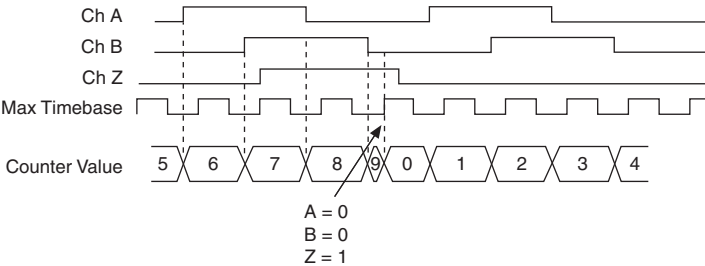 Ch A
Ch B
Ch Z
Max Timebase
Counter Value 5 6 7 8 9 0 1 2 3 4
A = 0
B = 0
Z = 1